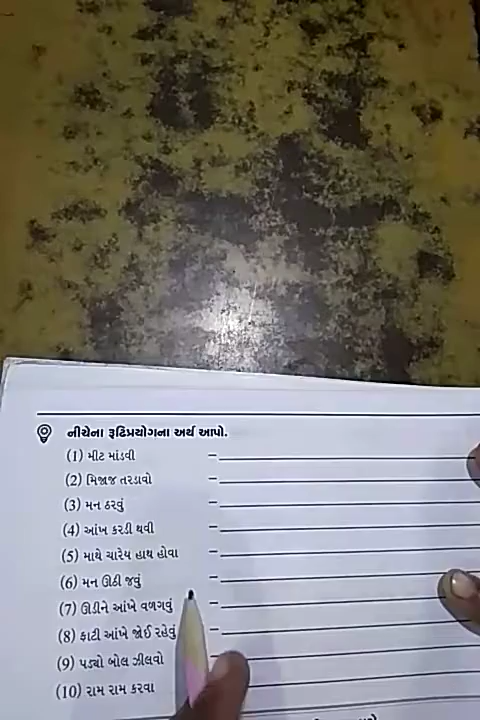 નીચેના રૂઢિપ્રયોગના અર્થ આપો.
(1) મીટ માંડવી –
(2) મિજાજ તરડાવો –
(3) મન ઠરવું –
(4) આંખ કરડી થવી –
(5) માથે ચારેય હાથ હોવા –
(6) મન ઊઠી જવું –
(7) ઊડીને આંખે વળગવું –
(8) ફાટી આંખે જોઈ રહેવું –
(9) પડ્યો બોલ ઝીલવો
(10) રામ રામ કરવા